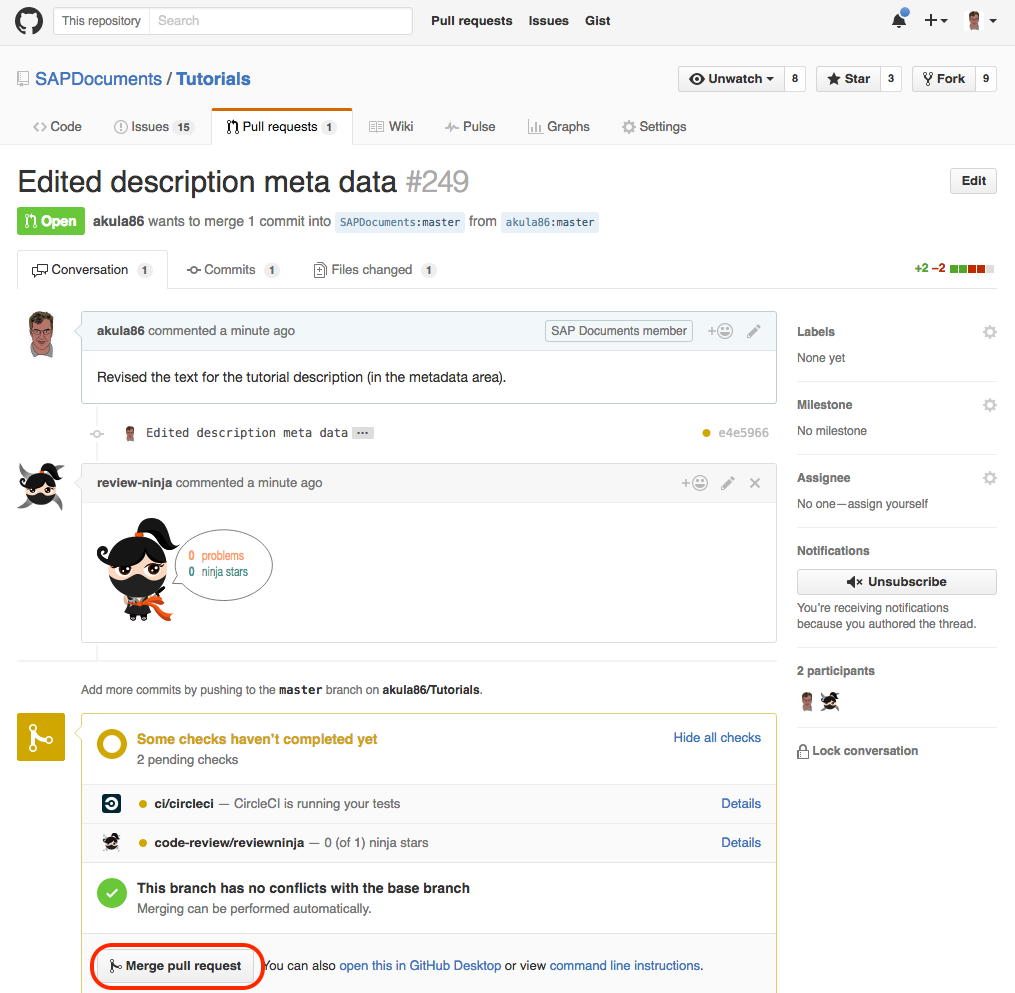 This repository Search Pull requests Issues Gist
SAPDocuments / Tutorials Unwatch 8 Star 3 Fork 9
Code Issues 15 Pull requests 1 Wiki Pulse Graphs Settings
Edited description meta data #249 Edit
Open akula86 wants to merge 1 commit into SAPDocuments:master from akula86:master
Conversation 1 Commits 1 Files changed 1 +2 −2
akula86 commented a minute ago SAP Documents member
Revised the text for the tutorial description (in the metadata area).
Edited description meta data ... e4e5966
review-ninja commented a minute ago
0 problems
0 ninja stars
Add more commits by pushing to the master branch on akula86/Tutorials.
Some checks haven't completed yet Hide all checks
2 pending checks
ci/circleci — CircleCI is running your tests Details
code-review/reviewninja — 0 (of 1) ninja stars Details
This branch has no conflicts with the base branch
Merging can be performed automatically.
Merge pull request You can also open this in GitHub Desktop or view command line instructions.
Labels
None yet
Milestone
No milestone
Assignee
No one—assign yourself
Notifications
Unsubscribe
You're receiving notifications
because you authored the thread.
2 participants
Lock conversation